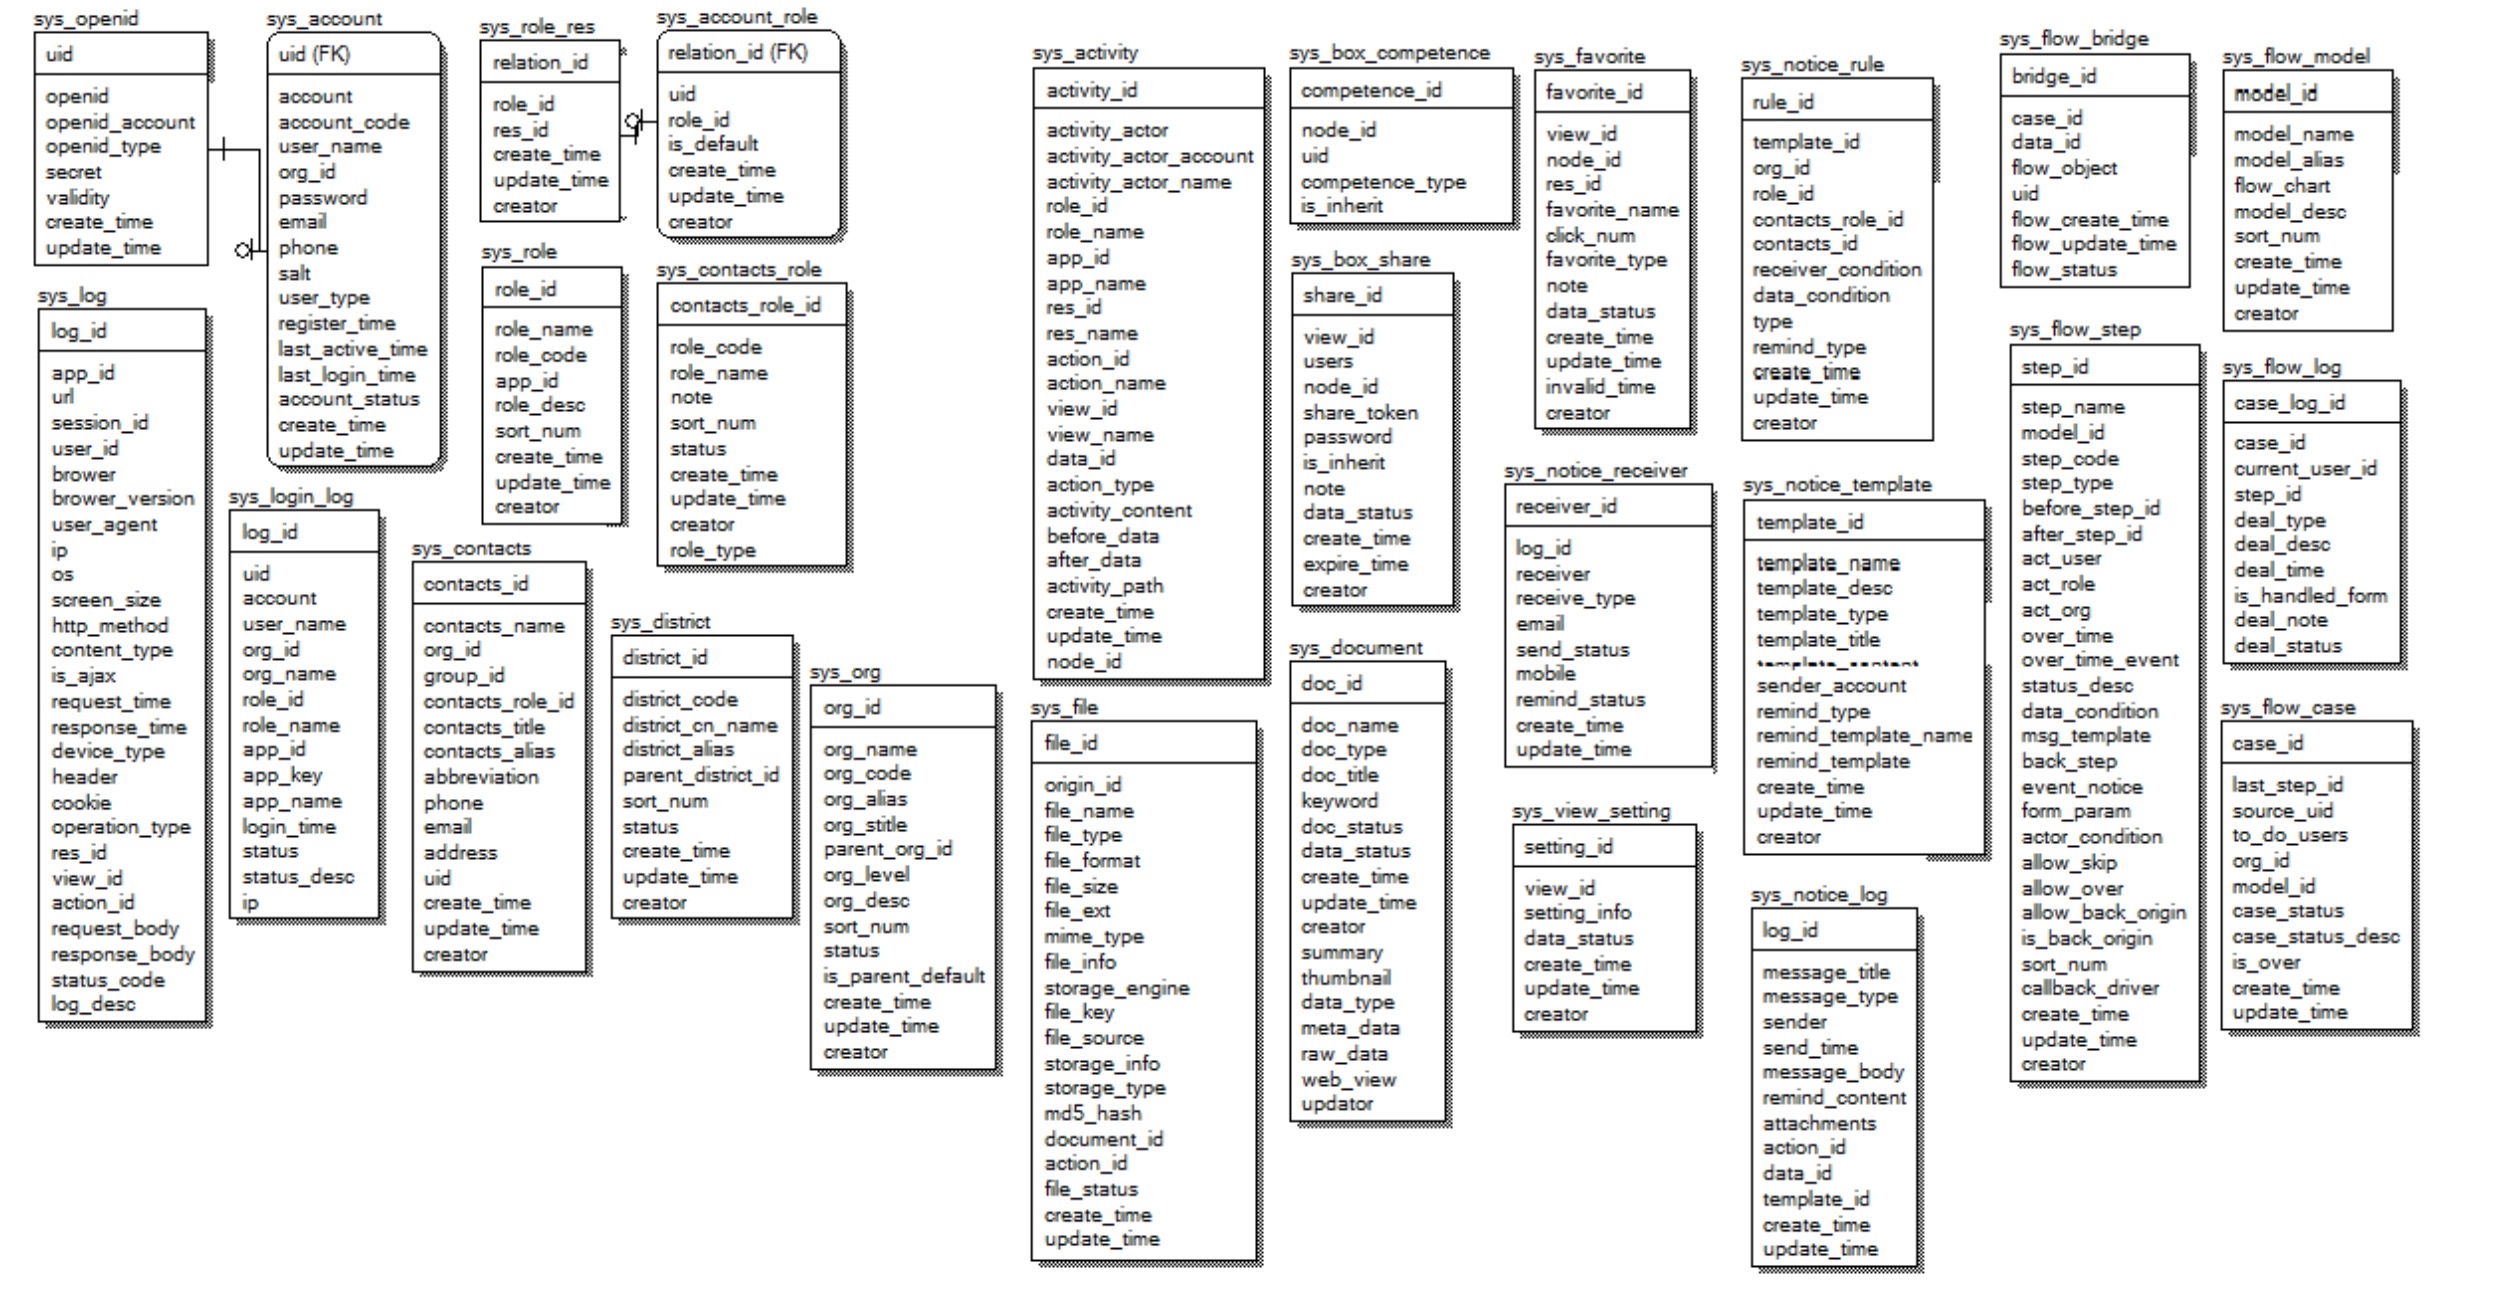 sys_openid
uid
openid
openid_account
openid_type
secret
validity
create_time
update_time
sys_account
uid (FK)
account
account_code
user_name
org_id
password
email
phone
salt
user_type
register_time
last_active_time
last_login_time
account_status
create_time
update_time
sys_role_res
relation_id
role_id
res_id
create_time
update_time
creator
sys_account_role
relation_id (FK)
uid
role_id
is_default
create_time
update_time
creator
sys_role
role_id
role_name
role_code
app_id
role_desc
sort_num
create_time
update_time
creator
sys_contacts_role
contacts_role_id
role_code
role_name
note
sort_num
status
create_time
update_time
creator
role_type
sys_log
log_id
app_id
url
session_id
user_id
brower
brower_version
user_agent
ip
os
screen_size
http_method
content_type
is_ajax
request_time
response_time
device_type
header
cookie
operation_type
res_id
view_id
action_id
request_body
response_body
status_code
log_desc
sys_login_log
log_id
uid
account
user_name
org_id
org_name
role_id
role_name
app_id
app_key
app_name
login_time
status
status_desc
ip
sys_contacts
contacts_id
contacts_name
org_id
group_id
contacts_role_id
contacts_title
contacts_alias
abbreviation
phone
email
address
uid
create_time
update_time
creator
sys_district
district_id
district_code
district_cn_name
district_alias
parent_district_id
sort_num
status
create_time
update_time
creator
sys_org
org_id
org_name
org_code
org_alias
org_stitle
parent_org_id
org_level
org_desc
sort_num
status
is_parent_default
create_time
update_time
creator
sys_activity
activity_id
activity_actor
activity_actor_account
activity_actor_name
role_id
role_name
app_id
app_name
res_id
res_name
action_id
action_name
view_id
view_name
data_id
action_type
activity_content
before_data
after_data
activity_path
create_time
update_time
node_id
sys_file
file_id
origin_id
file_name
file_type
file_format
file_size
file_ext
mime_type
file_info
storage_engine
file_key
file_source
storage_info
storage_type
md5_hash
document_id
action_id
file_status
create_time
update_time
sys_box_competence
competence_id
node_id
uid
competence_type
is_inherit
sys_box_share
share_id
view_id
users
node_id
share_token
password
is_inherit
note
data_status
create_time
expire_time
creator
sys_document
doc_id
doc_name
doc_type
doc_title
keyword
doc_status
data_status
create_time
update_time
creator
summary
thumbnail
data_type
meta_data
raw_data
web_view
updator
sys_favorite
favorite_id
view_id
node_id
res_id
favorite_name
click_num
favorite_type
note
data_status
create_time
update_time
invalid_time
creator
sys_notice_receiver
receiver_id
log_id
receiver
receive_type
email
send_status
mobile
remind_status
create_time
update_time
sys_view_setting
setting_id
view_id
setting_info
data_status
create_time
update_time
creator
sys_notice_rule
rule_id
template_id
org_id
role_id
contacts_role_id
contacts_id
receiver_condition
data_condition
type
remind_type
create_time
update_time
creator
sys_notice_template
template_id
template_name
template_desc
template_type
template_title
sender_account
remind_type
remind_template_name
remind_template
create_time
update_time
creator
sys_notice_log
log_id
message_title
message_type
sender
send_time
message_body
remind_content
attachments
action_id
data_id
template_id
create_time
update_time
sys_flow_bridge
bridge_id
case_id
data_id
flow_object
uid
flow_create_time
flow_update_time
flow_status
sys_flow_step
step_id
step_name
model_id
step_code
step_type
before_step_id
after_step_id
act_user
act_role
act_org
over_time
over_time_event
status_desc
data_condition
msg_template
back_step
event_notice
form_param
actor_condition
allow_skip
allow_over
allow_back_origin
is_back_origin
sort_num
callback_driver
create_time
update_time
creator
sys_flow_model
model_id
model_name
model_alias
flow_chart
model_desc
sort_num
create_time
update_time
creator
sys_flow_log
case_log_id
case_id
current_user_id
step_id
deal_type
deal_desc
deal_time
is_handled_form
deal_note
deal_status
sys_flow_case
case_id
last_step_id
source_uid
to_do_users
org_id
model_id
case_status
case_status_desc
is_over
create_time
update_time